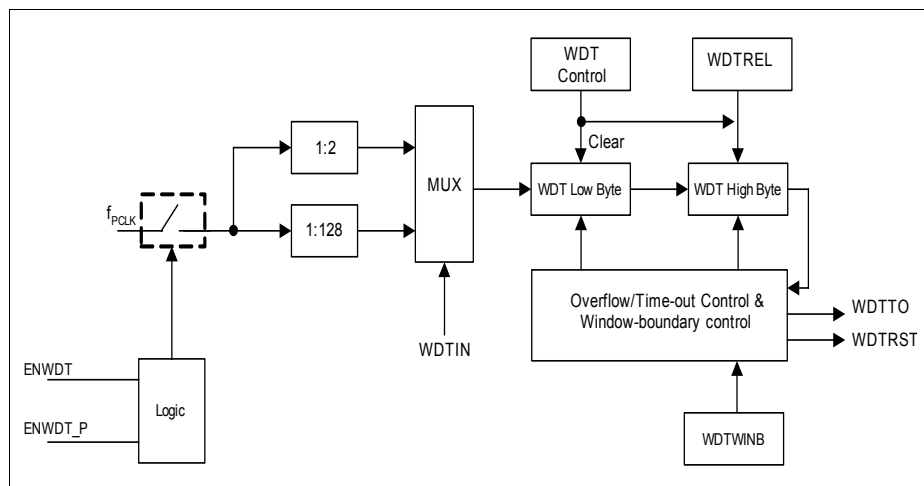 WDT
Control
WDTREL
Clear
1:2
MUX
WDT Low Byte
WDT High Byte
fPCLK
1:128
Overflow/Time-out Control &
Window-boundary control
WDTTO
WDTRST
WDTIN
ENWDT
Logic
ENWDT_P
WDTWINB